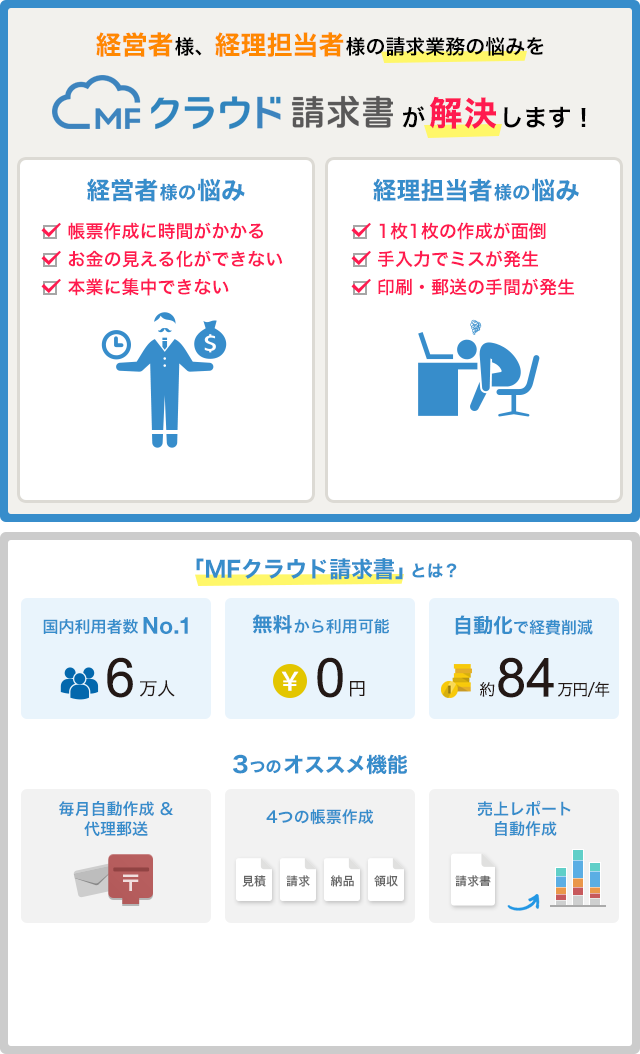 経営者様、経理担当者様の請求業務の悩みを
MFクラウド請求書が解決します！
経営者様の悩み
帳票作成に時間がかかる
お金の見える化ができない
本業に集中できない
$
経理担当者様の悩み
1枚1枚の作成が面倒
手入力でミスが発生
印刷・郵送の手間が発生
「MFクラウド請求書」とは？
国内利用者数 No.1
6万人
無料から利用可能
¥ 0円
自動化で経費削減
1 約84万円/年
3つのオススメ機能
毎月自動作成 &
代理郵送
〒
4つの帳票作成
見積 請求 納品 領収
売上レポート
自動作成
請求書